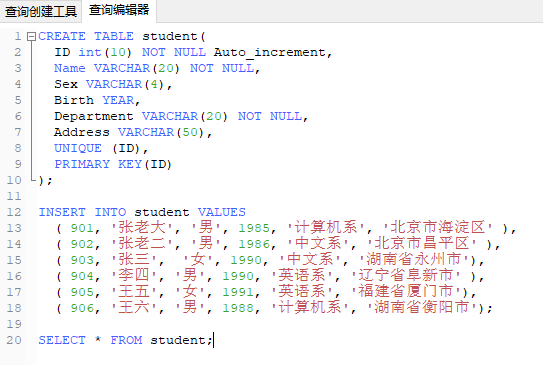 查询创建工具 查询编辑器
1 CREATE TABLE student(
2 ID int(10) NOT NULL Auto_increment,
3 Name VARCHAR(20) NOT NULL,
4 Sex VARCHAR(4),
5 Birth YEAR,
6 Department VARCHAR(20) NOT NULL,
7 Address VARCHAR(50),
8 UNIQUE (ID),
9 PRIMARY KEY(ID)
10 );
11
12 INSERT INTO student VALUES
13 ( 901, '张老大', '男', 1985, '计算机系', '北京市海淀区' ),
14 ( 902, '张老二', '男', 1986, '中文系', '北京市昌平区' ),
15 ( 903, '张三', '女', 1990, '中文系', '湖南省永州市'),
16 ( 904, '李四', '男', 1990, '英语系', '辽宁省阜新市' ),
17 ( 905, '王五', '女', 1991, '英语系', '福建省厦门市'),
18 ( 906, '王六', '男', 1988, '计算机系', '湖南省衡阳市');
19
20 SELECT * FROM student;